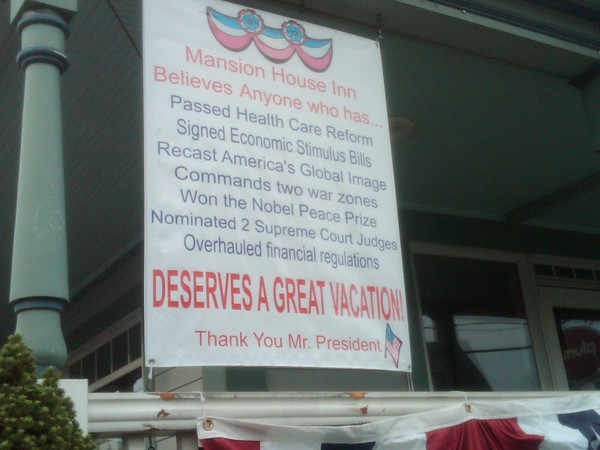 Mansion House Inn
Believes Anyone who has...
Passed Health Care Reform
Signed Economic Stimulus Bills
Recast America's Global Image
Commands two war zones
Won the Nobel Peace Prize
Nominated 2 Supreme Court Judges
Overhauled financial regulations
DESERVES A GREAT VACATION!
Thank You Mr. President